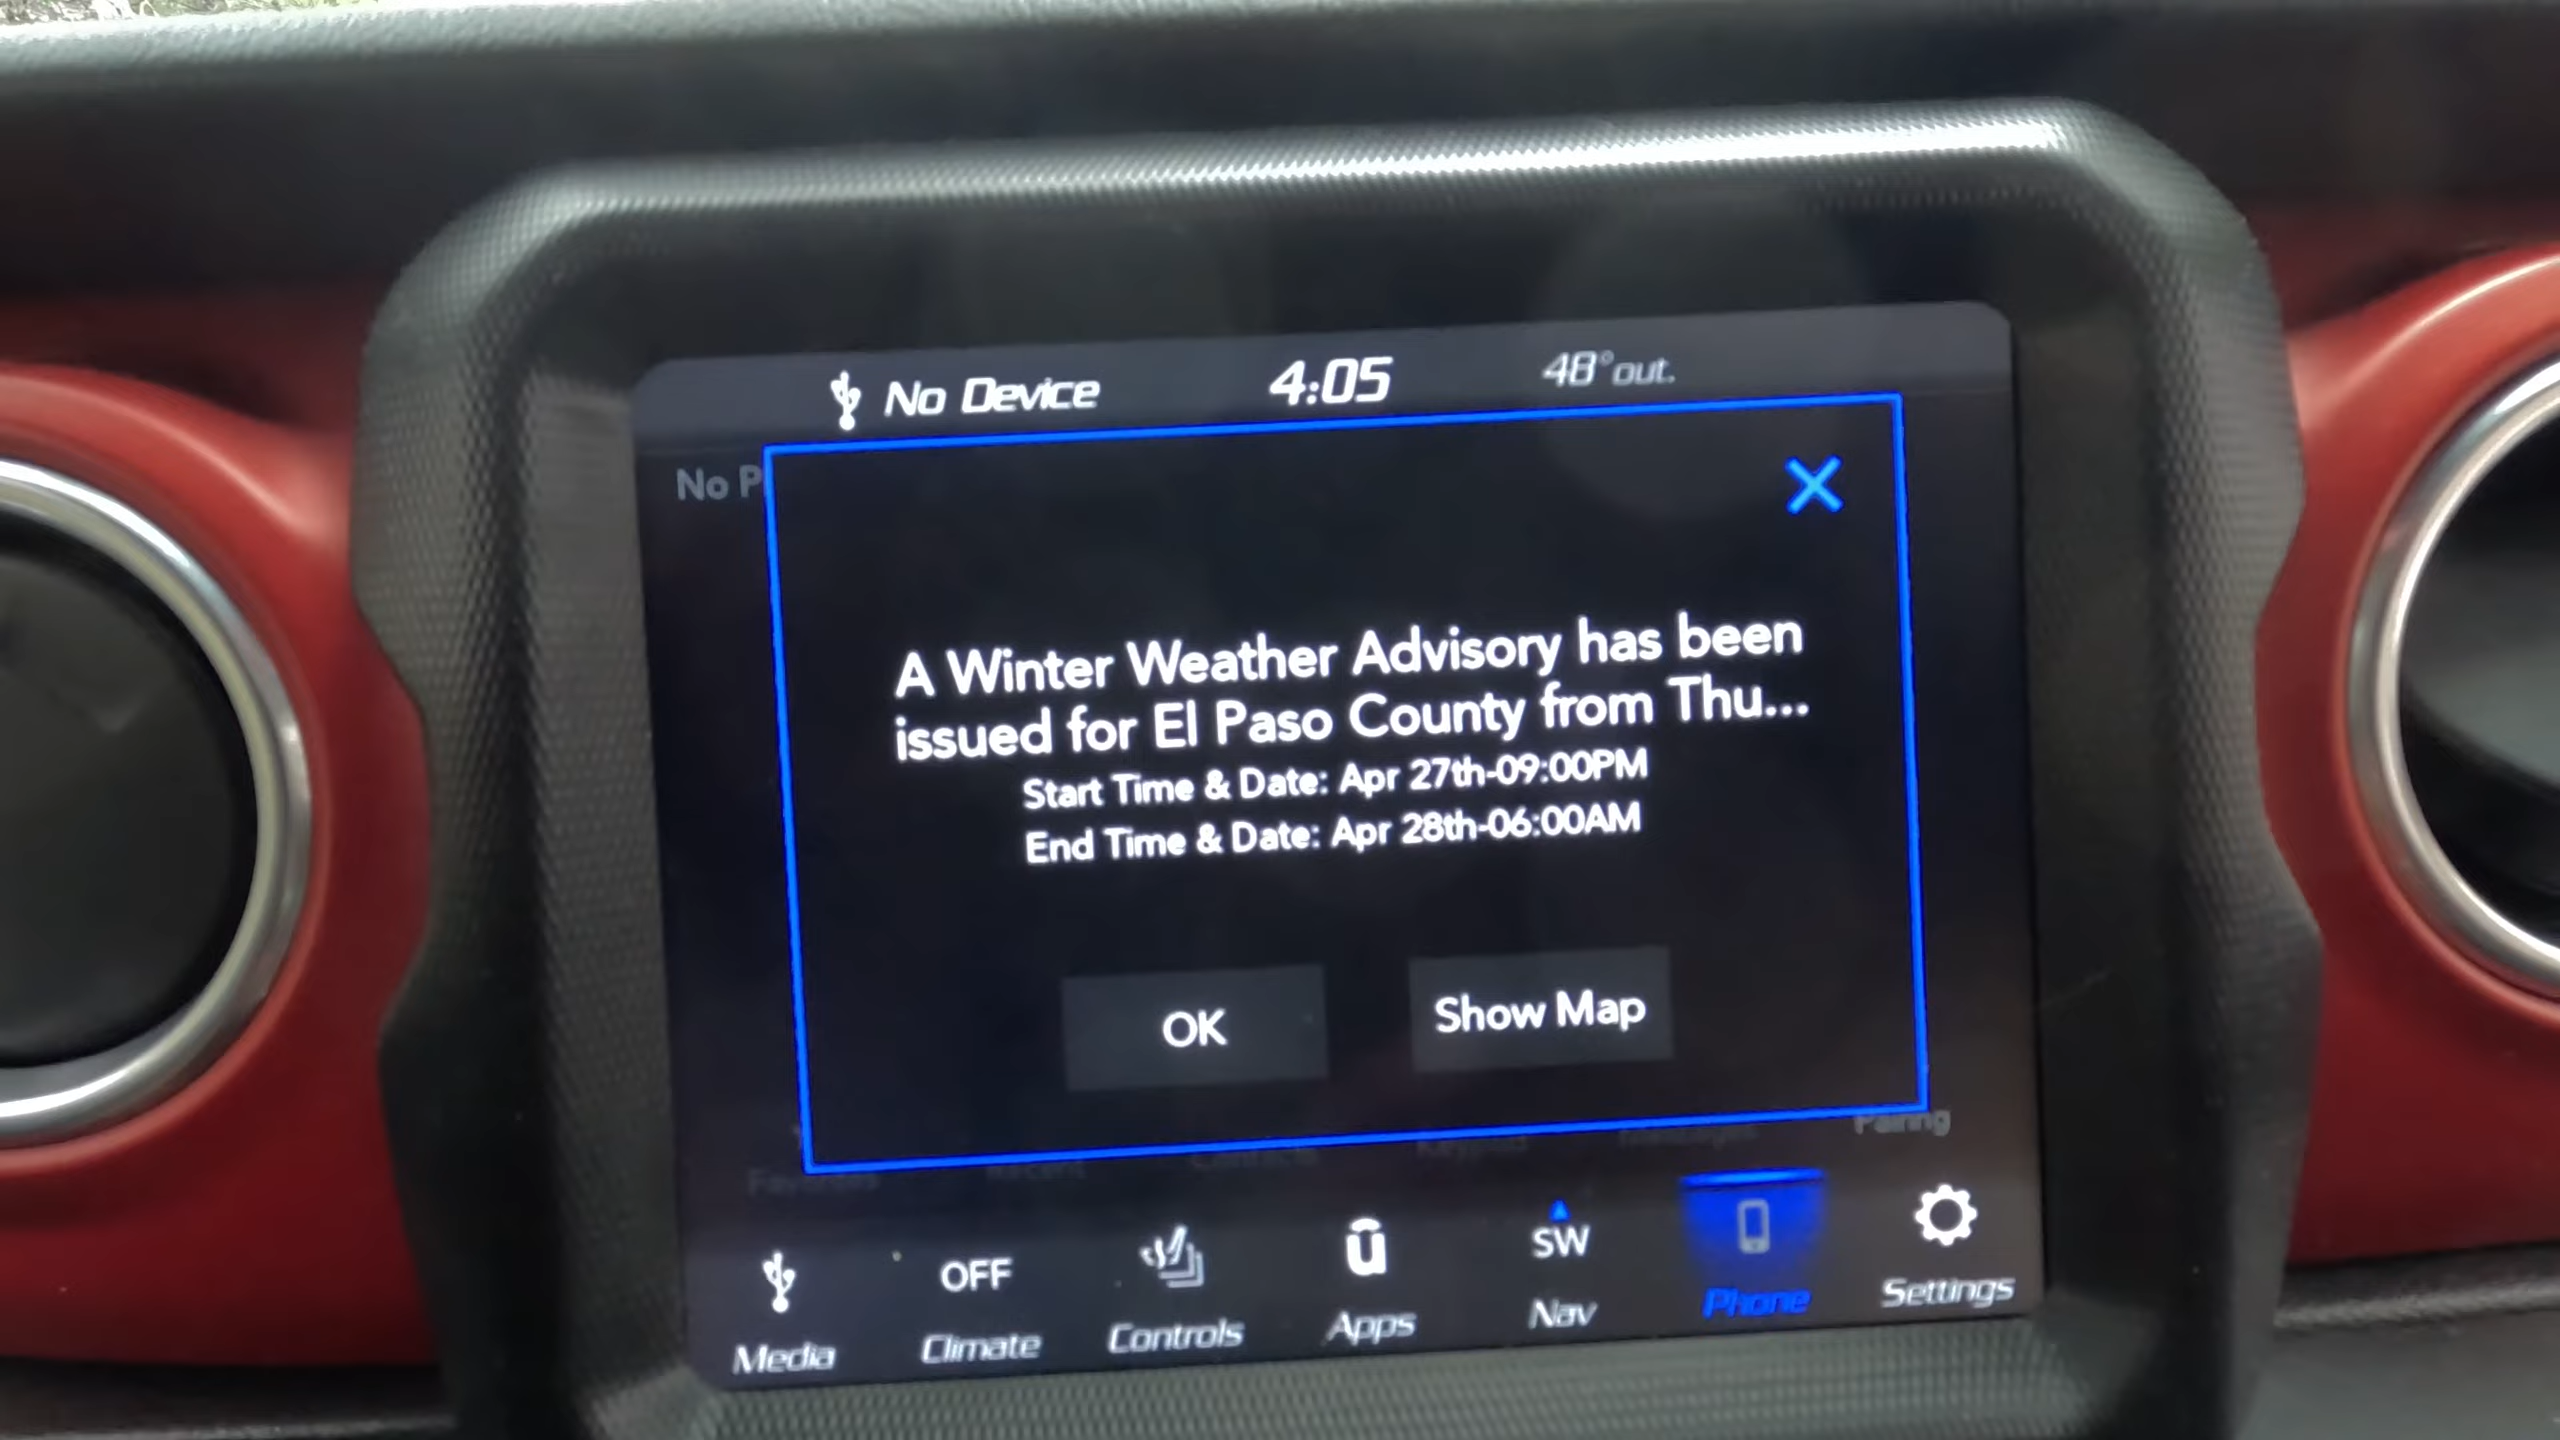 No Device 4:05 48°out.
No P
A Winter Weather Advisory has been
issued for El Paso County from Thu...
Start Time & Date: Apr 27th-09:00PM
End Time & Date: Apr 28th-06:00AM
OK Show Map
Pairing
OFF SW
Media Climate Controls Apps Nav Phone Settings